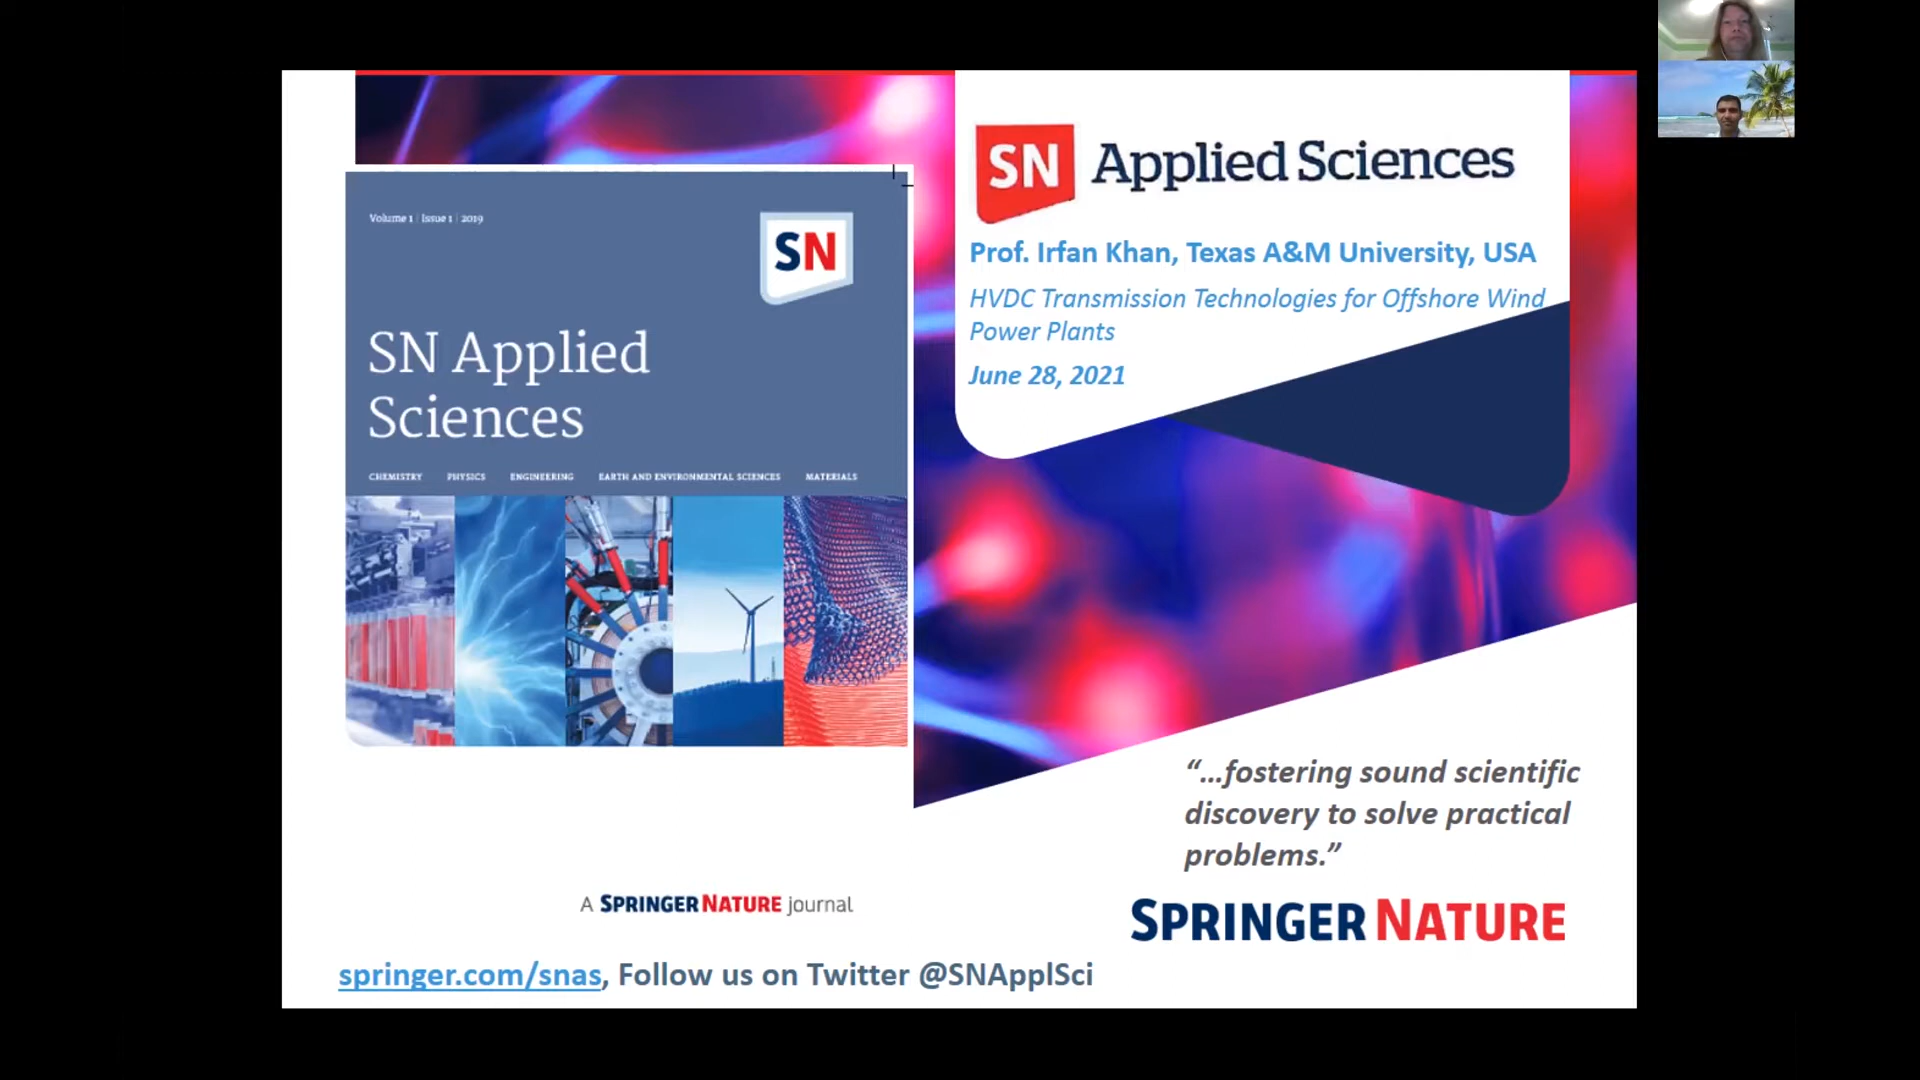 Volume 1 | Issue 1 | 2019
SN
SN Applied
Sciences
CHEMISTRY PHYSICS ENGINEERING EARTH AND ENVIRONMENTAL SCIENCES MATERIALS
A SPRINGER NATURE journal
SN Applied Sciences
Prof. Irfan Khan, Texas A&M University, USA
HVDC Transmission Technologies for Offshore Wind
Power Plants
June 28, 2021
“…fostering sound scientific
discovery to solve practical
problems.”
SPRINGER NATURE
springer.com/snas, Follow us on Twitter @SNApplSci